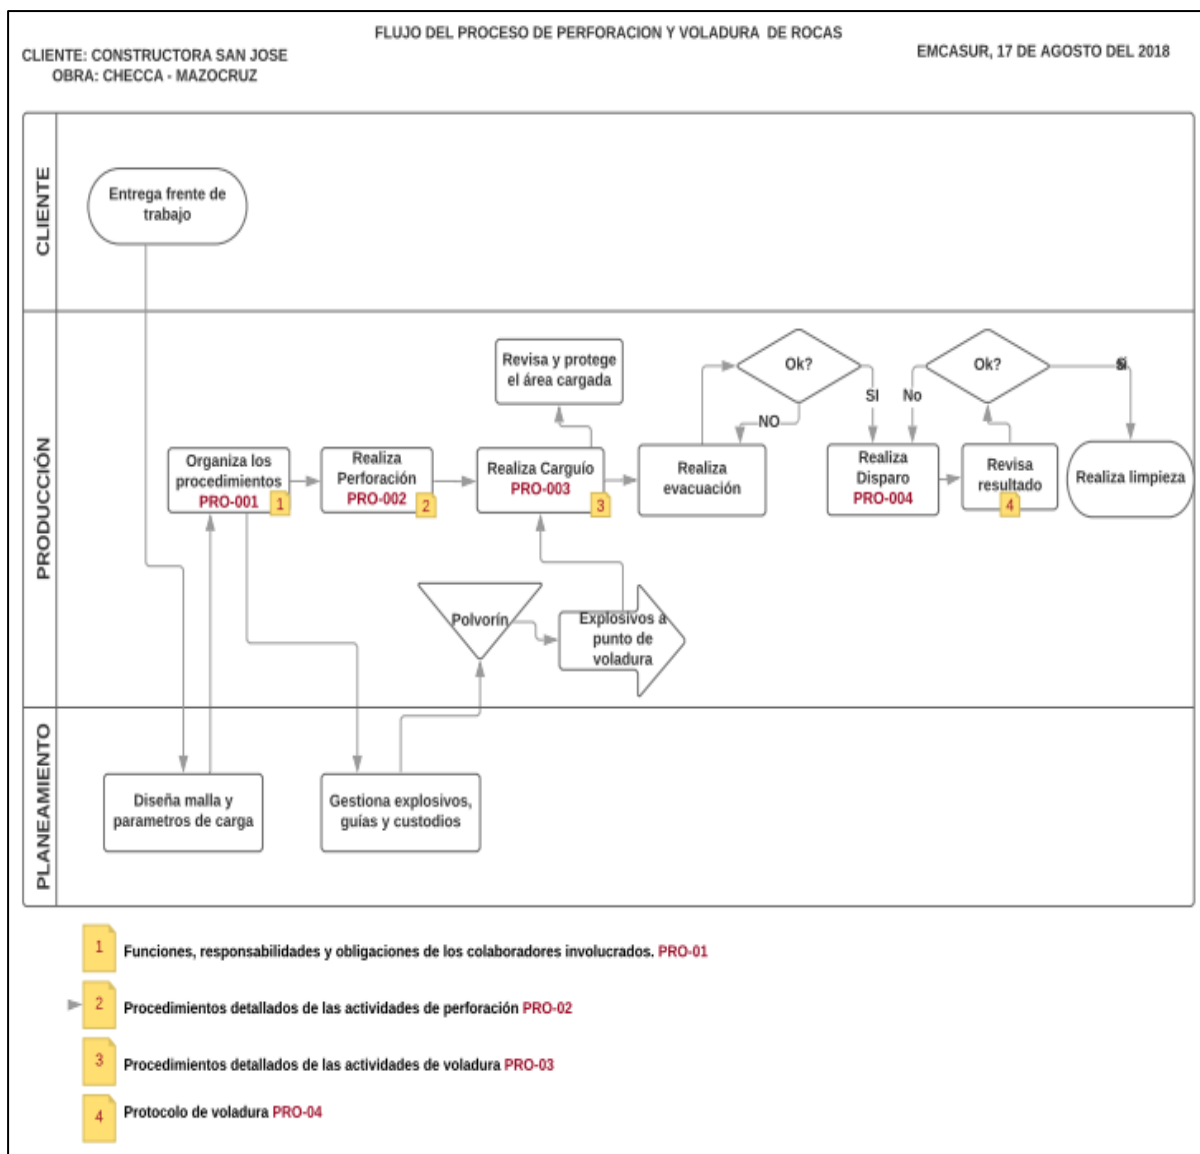 FLUJO DEL PROCESO DE PERFORACION Y VOLADURA DE ROCAS
CLIENTE: CONSTRUCTORA SAN JOSE
OBRA: CHECCA - MAZOCRUZ
EMCASUR, 17 DE AGOSTO DEL 2018
CLIENTE
Entrega frente de
trabajo
PRODUCCIÓN
Revisa y protege
el área cargada
Ok?
SI
NO
Ok?
No
Organiza los
procedimientos
PRO-001
1
Realiza
Perforación
PRO-002
2
Realiza Carguío
PRO-003
3
Realiza
evacuación
Realiza
Disparo
PRO-004
Revisa
resultado
4
Realiza limpieza
Polvorín
Explosivos a
punto de
voladura
PLANEAMIENTO
Diseña malla y
parametros de carga
Gestiona explosivos,
guías y custodios
1 Funciones, responsabilidades y obligaciones de los colaboradores involucrados. PRO-01
2 Procedimientos detallados de las actividades de perforación PRO-02
3 Procedimientos detallados de las actividades de voladura PRO-03
4 Protocolo de voladura PRO-04